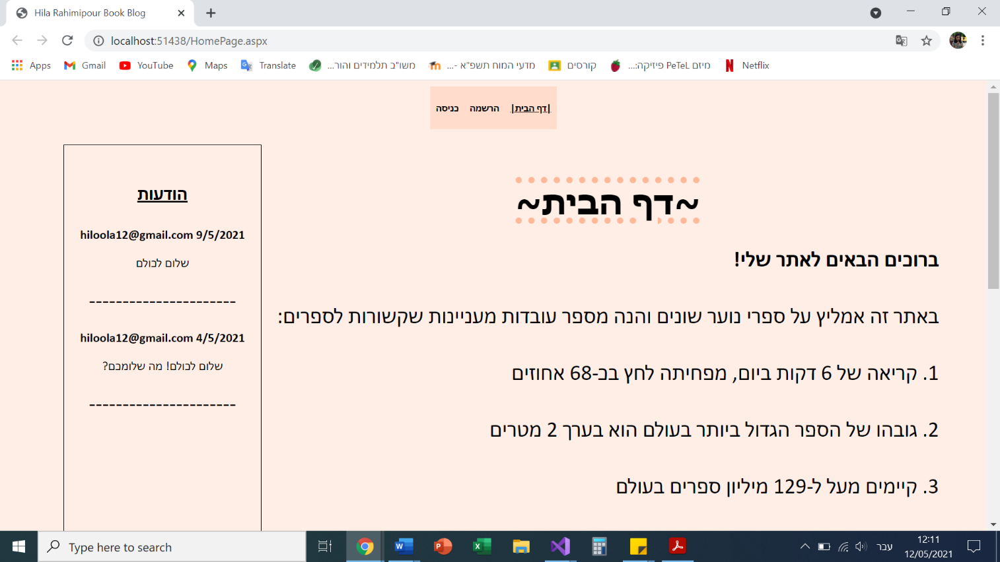 Hila Rahimipour Book Blog
localhost:51438/HomePage.aspx
Apps Gmail YouTube Maps Translate משו"ב תלמידים והור... מדעי המוח תשפ"א -... קורסים מיזם PeTeL פיזיקה:... Netflix
|דף הבית| הרשמה כניסה
~דף הבית~
ברוכים הבאים לאתר שלי!
באתר זה אמליץ על ספרי נוער שונים והנה מספר עובדות מעניינות שקשורות לספרים:
1. קריאה של 6 דקות ביום, מפחיתה לחץ בכ-68 אחוזים
2. גובהו של הספר הגדול ביותר בעולם הוא בערך 2 מטרים
3. קיימים מעל ל-129 מיליון ספרים בעולם
הודעות
hiloola12@gmail.com 9/5/2021
שלום לכולם
----------------------
hiloola12@gmail.com 4/5/2021
שלום לכולם! מה שלומכם?
----------------------
Type here to search
עבר
12:11
12/05/2021